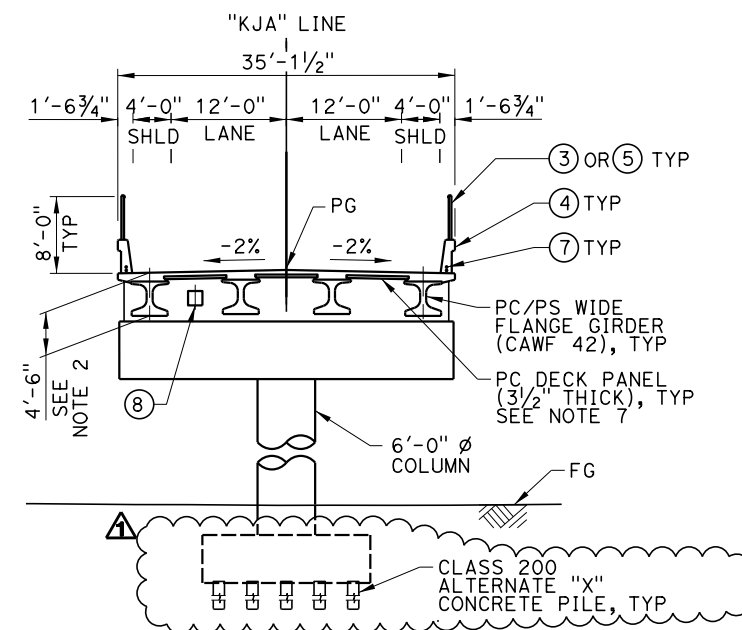 "KJA" LINE
35'-1½"
1'-6¾" 4'-0" 12'-0" 12'-0" 4'-0" 1'-6¾"
SHLD LANE LANE SHLD
3 OR 5 TYP
4 TYP
7 TYP
8'-0"
TYP
PG
-2% -2%
PC/PS WIDE
FLANGE GIRDER
(CAWF 42), TYP
PC DECK PANEL
(3½" THICK), TYP
SEE NOTE 7
4'-6"
SEE
NOTE 2
8
6'-0" Ø
COLUMN
FG
1
CLASS 200
ALTERNATE "X"
CONCRETE PILE, TYP